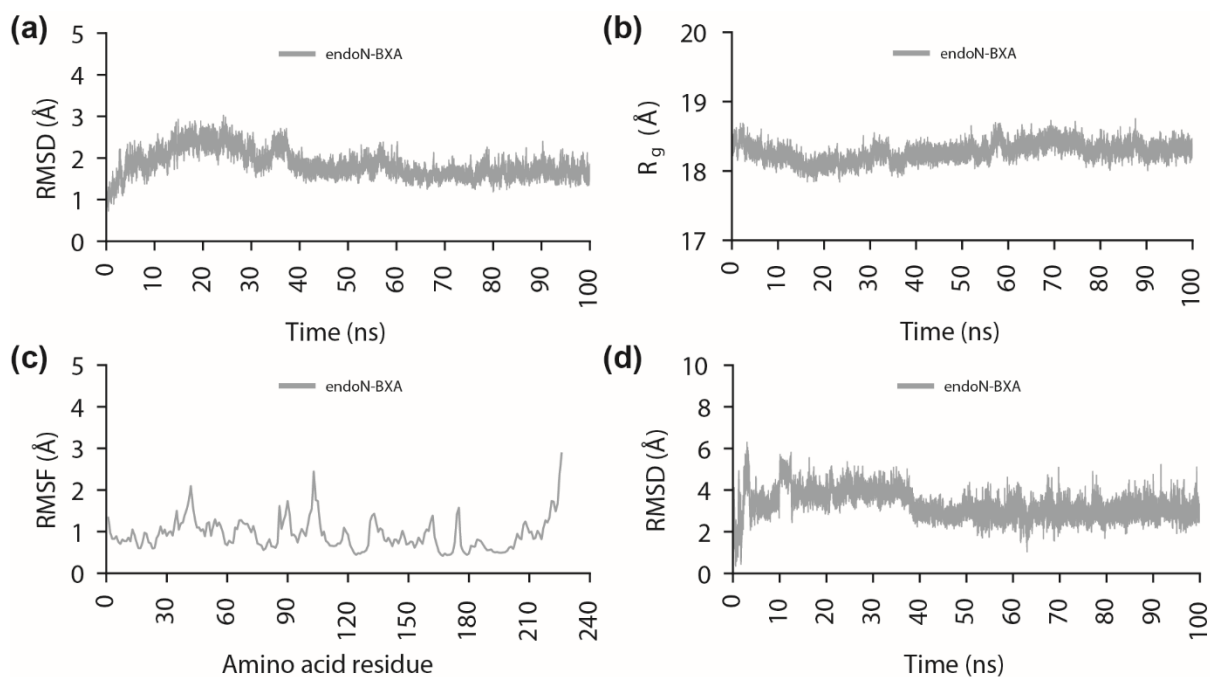 (a)
5
4
3
2
1
0
RMSD (Å)
endoN-BXA
0 10 20 30 40 50 60 70 80 90 100
Time (ns)
(b)
20
19
18
17
R g (Å)
endoN-BXA
0 10 20 30 40 50 60 70 80 90 100
Time (ns)
(c)
5
4
3
2
1
0
RMSF (Å)
endoN-BXA
0 30 60 90 120 150 180 210 240
Amino acid residue
(d)
10
8
6
4
2
0
RMSD (Å)
endoN-BXA
0 10 20 30 40 50 60 70 80 90 100
Time (ns)